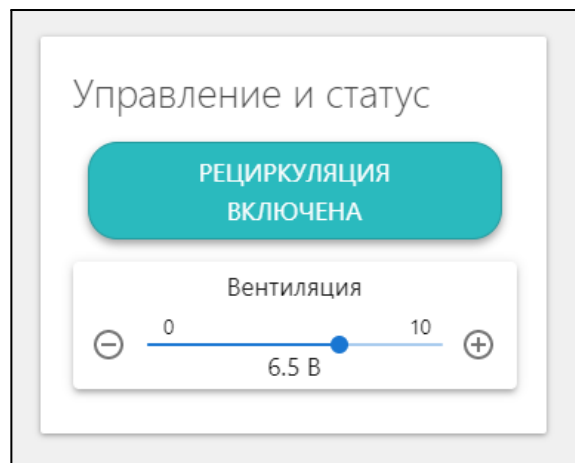 Управление и статус
РЕЦИРКУЛЯЦИЯ
ВКЛЮЧЕНА
Вентиляция
0 10
6.5 В